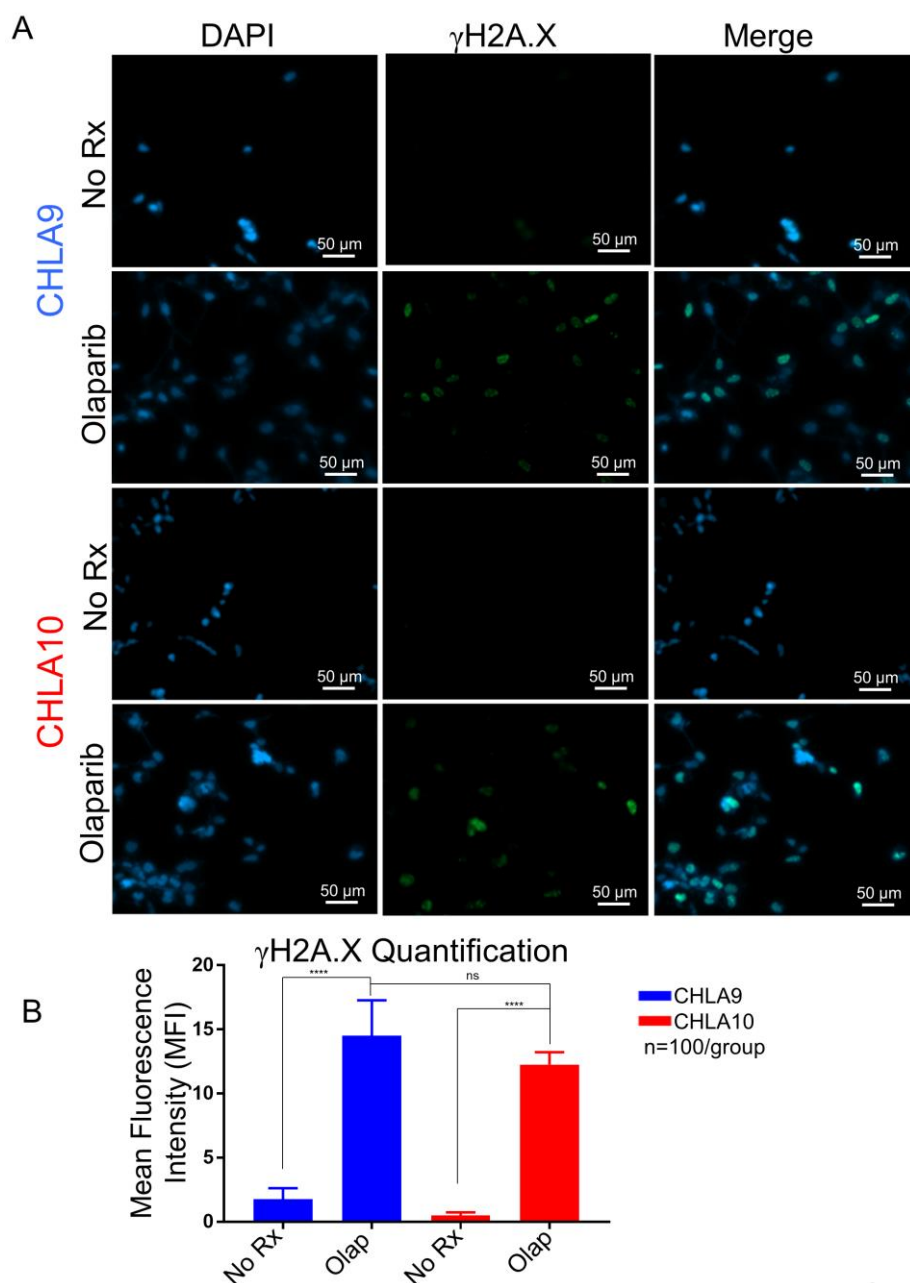 A
DAPI γH2A.X Merge
CHLA9
No Rx
50 µm 50 µm 50 µm
Olaparib
50 µm 50 µm 50 µm
CHLA10
No Rx
50 µm 50 µm 50 µm
Olaparib
50 µm 50 µm 50 µm
B
γH2A.X Quantification
Mean Fluorescence
Intensity (MFI)
20
15
10
5
0
**** ns ****
No Rx Olap No Rx Olap
CHLA9
CHLA10
n=100/group